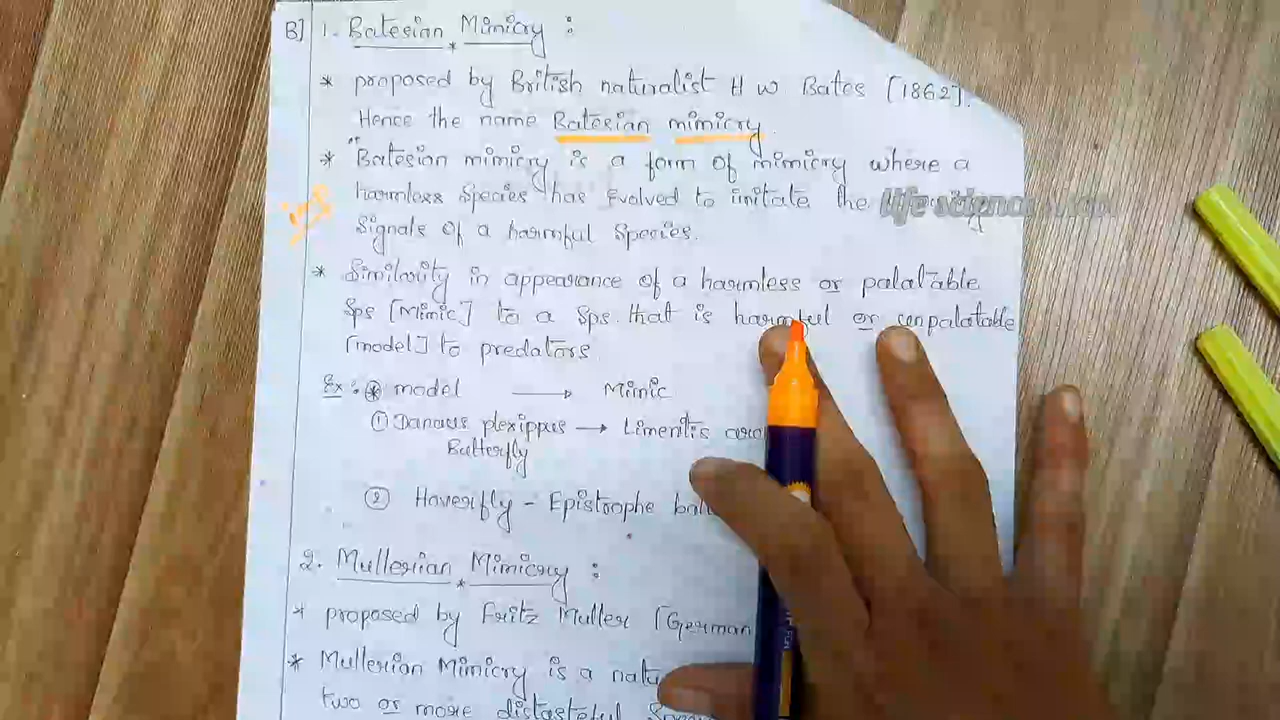 B] 1. Batesian Mimicry :
* proposed by British naturalist H W Bates [1862].
Hence the name Batesian mimicry.
* Batesian mimicry is a form of mimicry where a
harmless species has Evolved to imitate the
Signals of a harmful Species.
imp
* Similarity in appearance of a harmless or palatable
Sps [Mimic] to a Sps. that is harmful or unpalatable
[model] to predators.
Ex : * model → Mimic
① Danaus plexippus → Limenitis
Butterfly
② Hoverfly - Epistrophe
2. Mullerian Mimicry :
* proposed by Fritz Muller [German
* Mullerian Mimicry is a
two or more distasteful